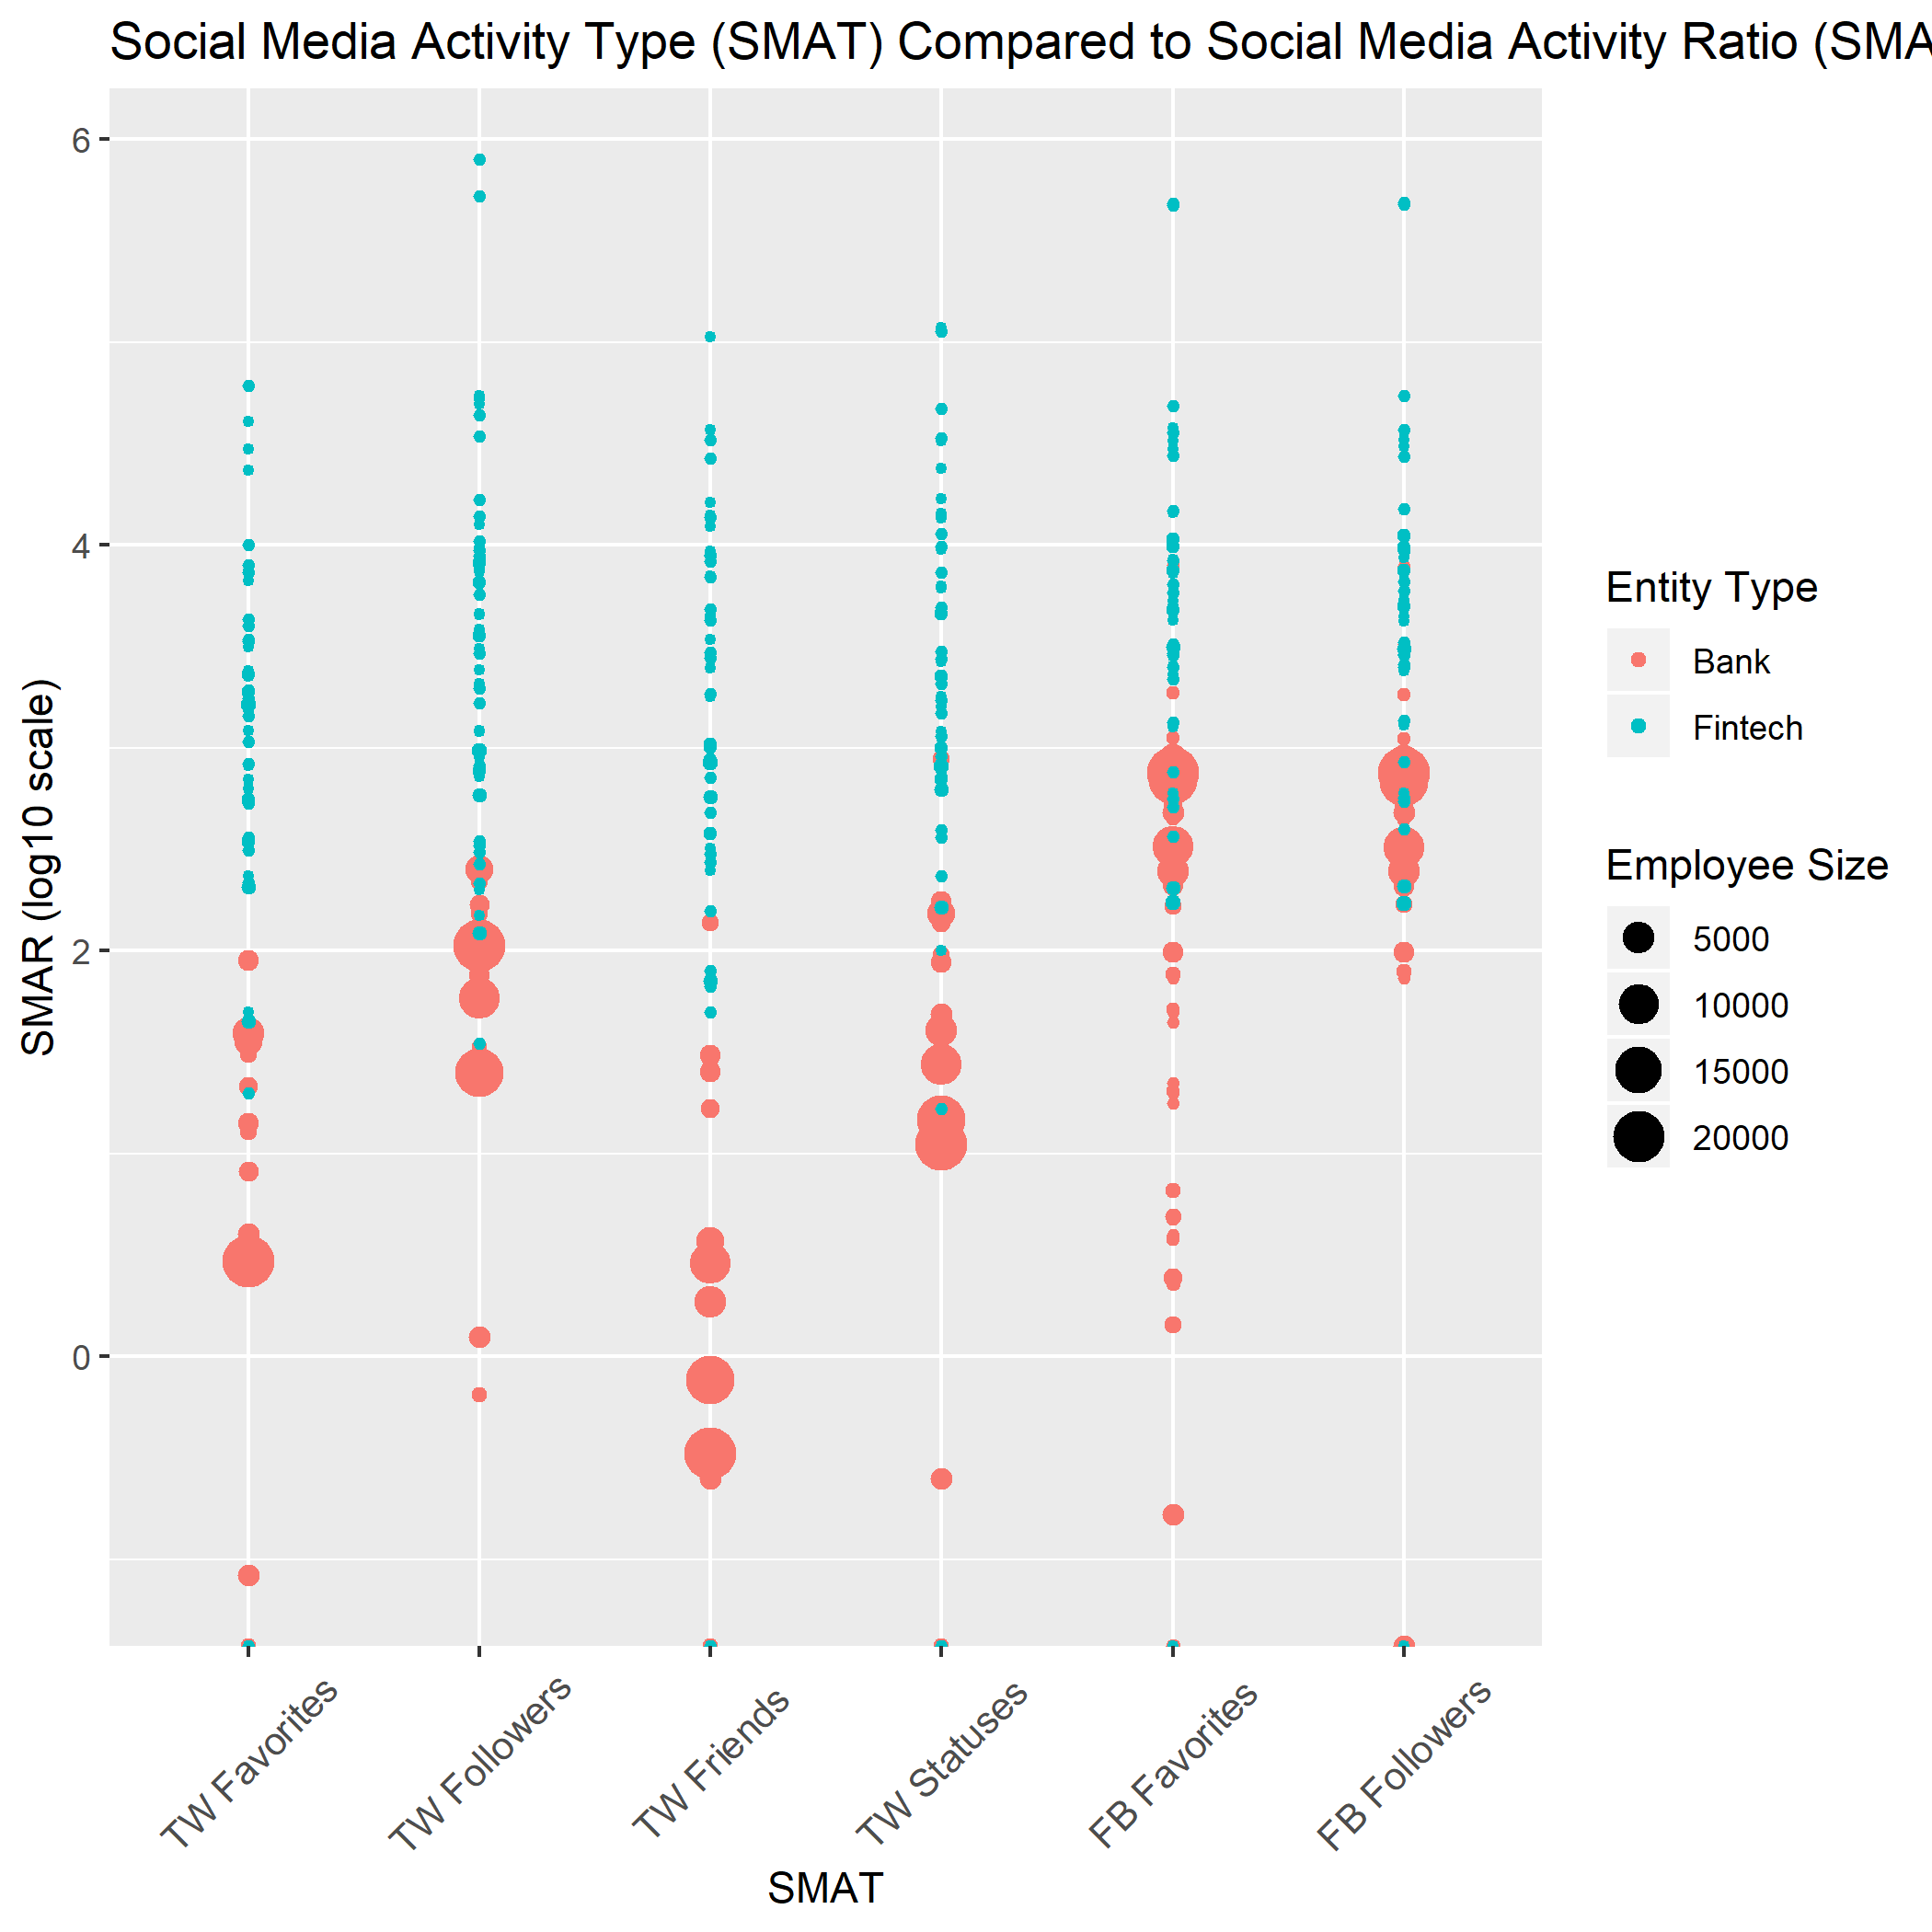 Social Media Activity Type (SMAT) Compared to Social Media Activity Ratio (SMA
6
4
2
0
SMAR (log10 scale)
TW Favorites
TW Followers
TW Friends
TW Statuses
FB Favorites
FB Followers
SMAT
Entity Type
Bank
Fintech
Employee Size
5000
10000
15000
20000